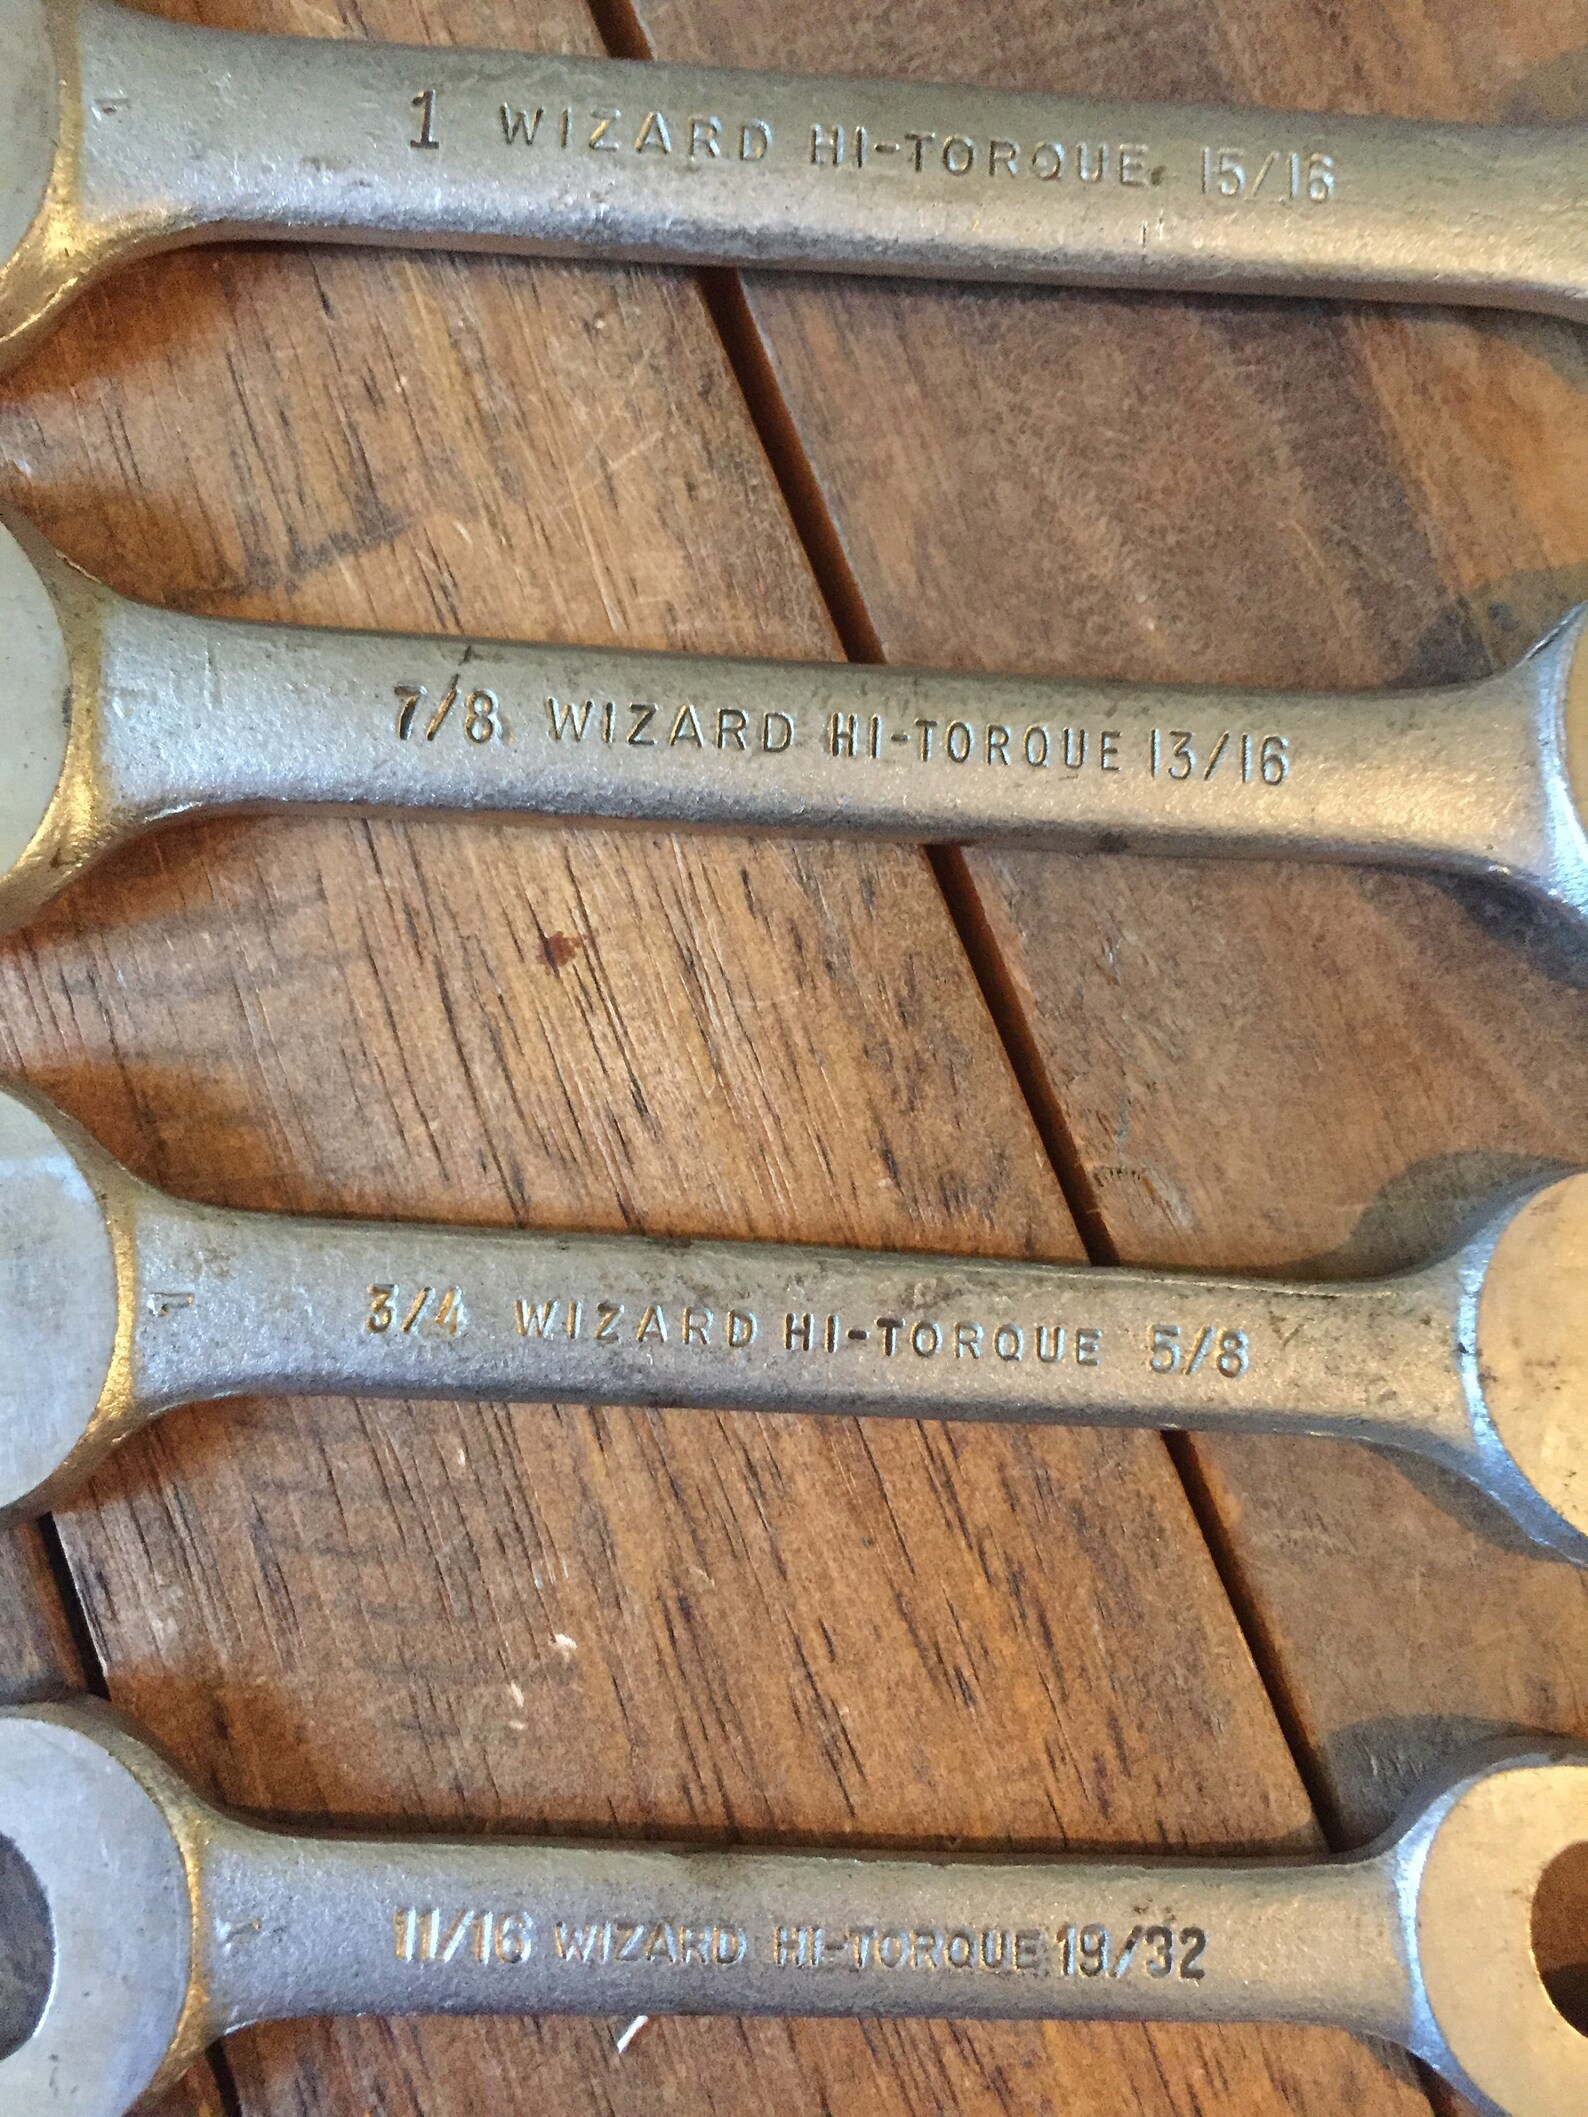 1 WIZARD HI-TORQUE 15/16
7/8 WIZARD HI-TORQUE 13/16
3/4 WIZARD HI-TORQUE 5/8
11/16 WIZARD HI-TORQUE 19/32